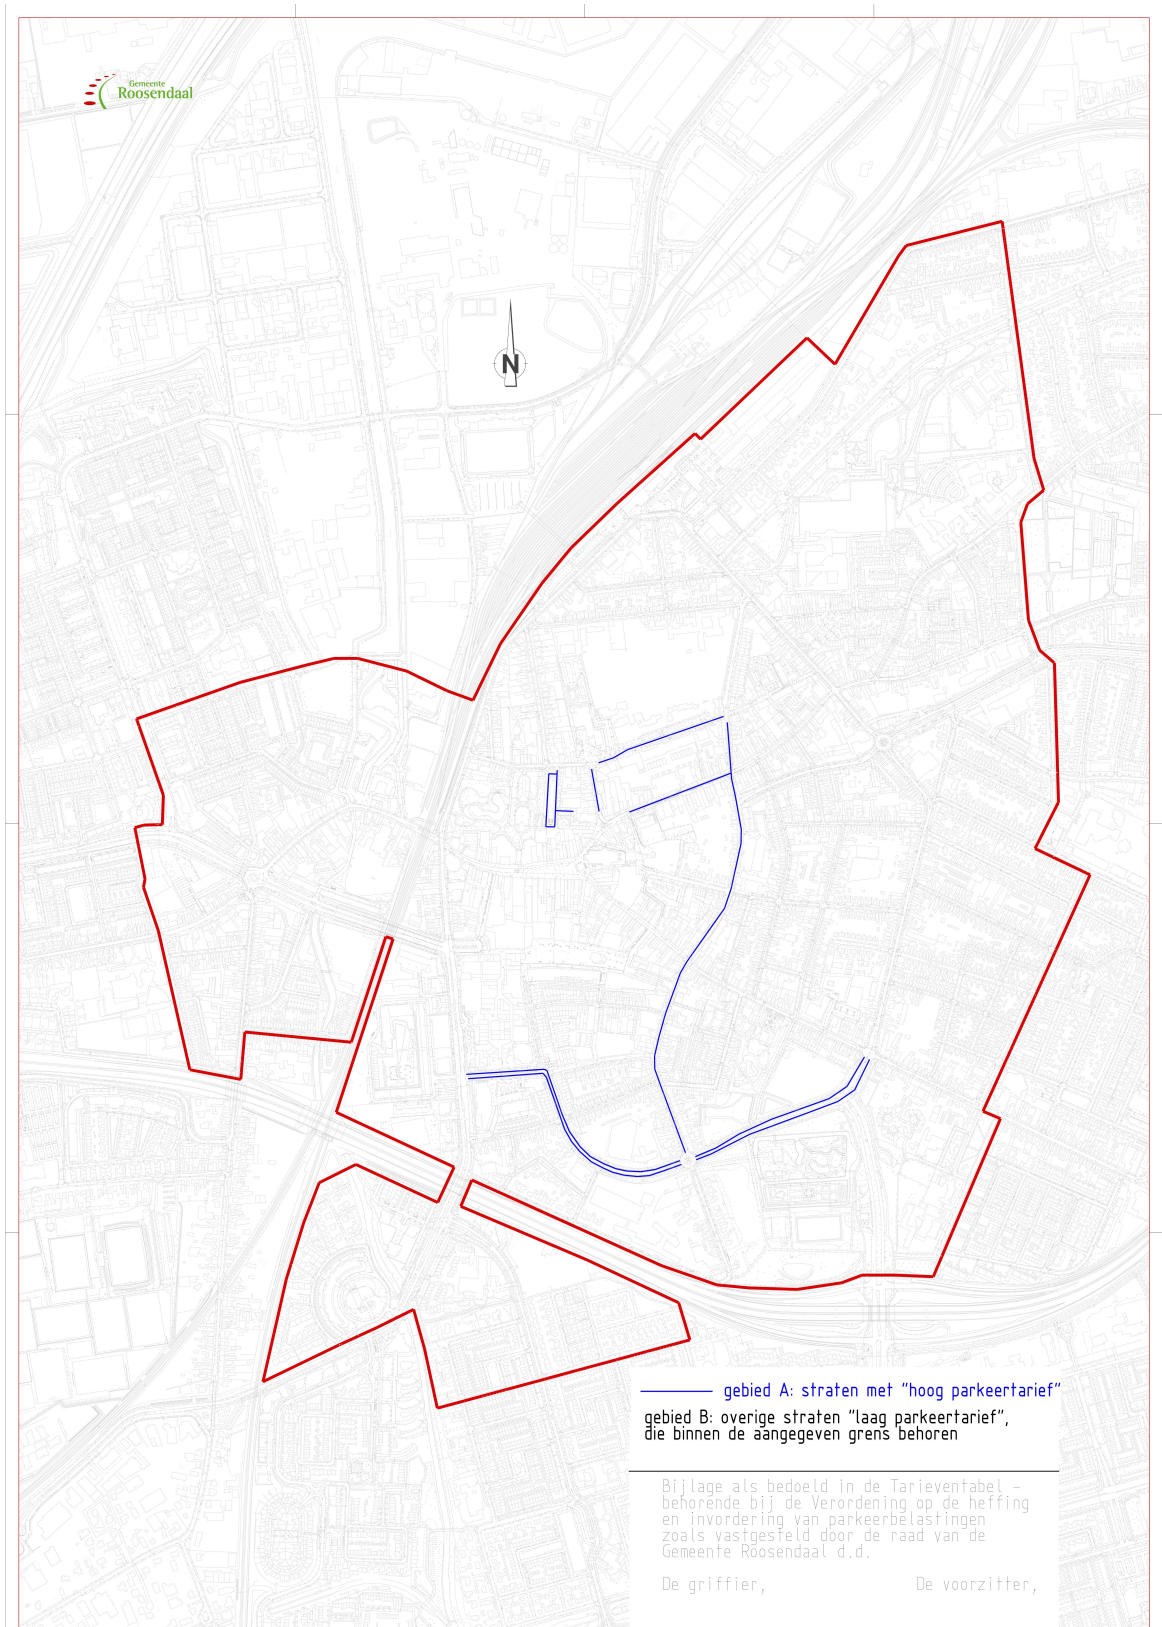 Gemeente
Roosendaal
N
gebied A: straten met "hoog parkeertarief"
gebied B: overige straten "laag parkeertarief",
die binnen de aangegeven grens behoren
Bijlage als bedoeld in de Tarieventabel –
behorende bij de Verordening op de heffing
en invordering van parkeerbelastingen
zoals vastgesteld door de raad van de
Gemeente Roosendaal d.d.
De griffier, De voorzitter,